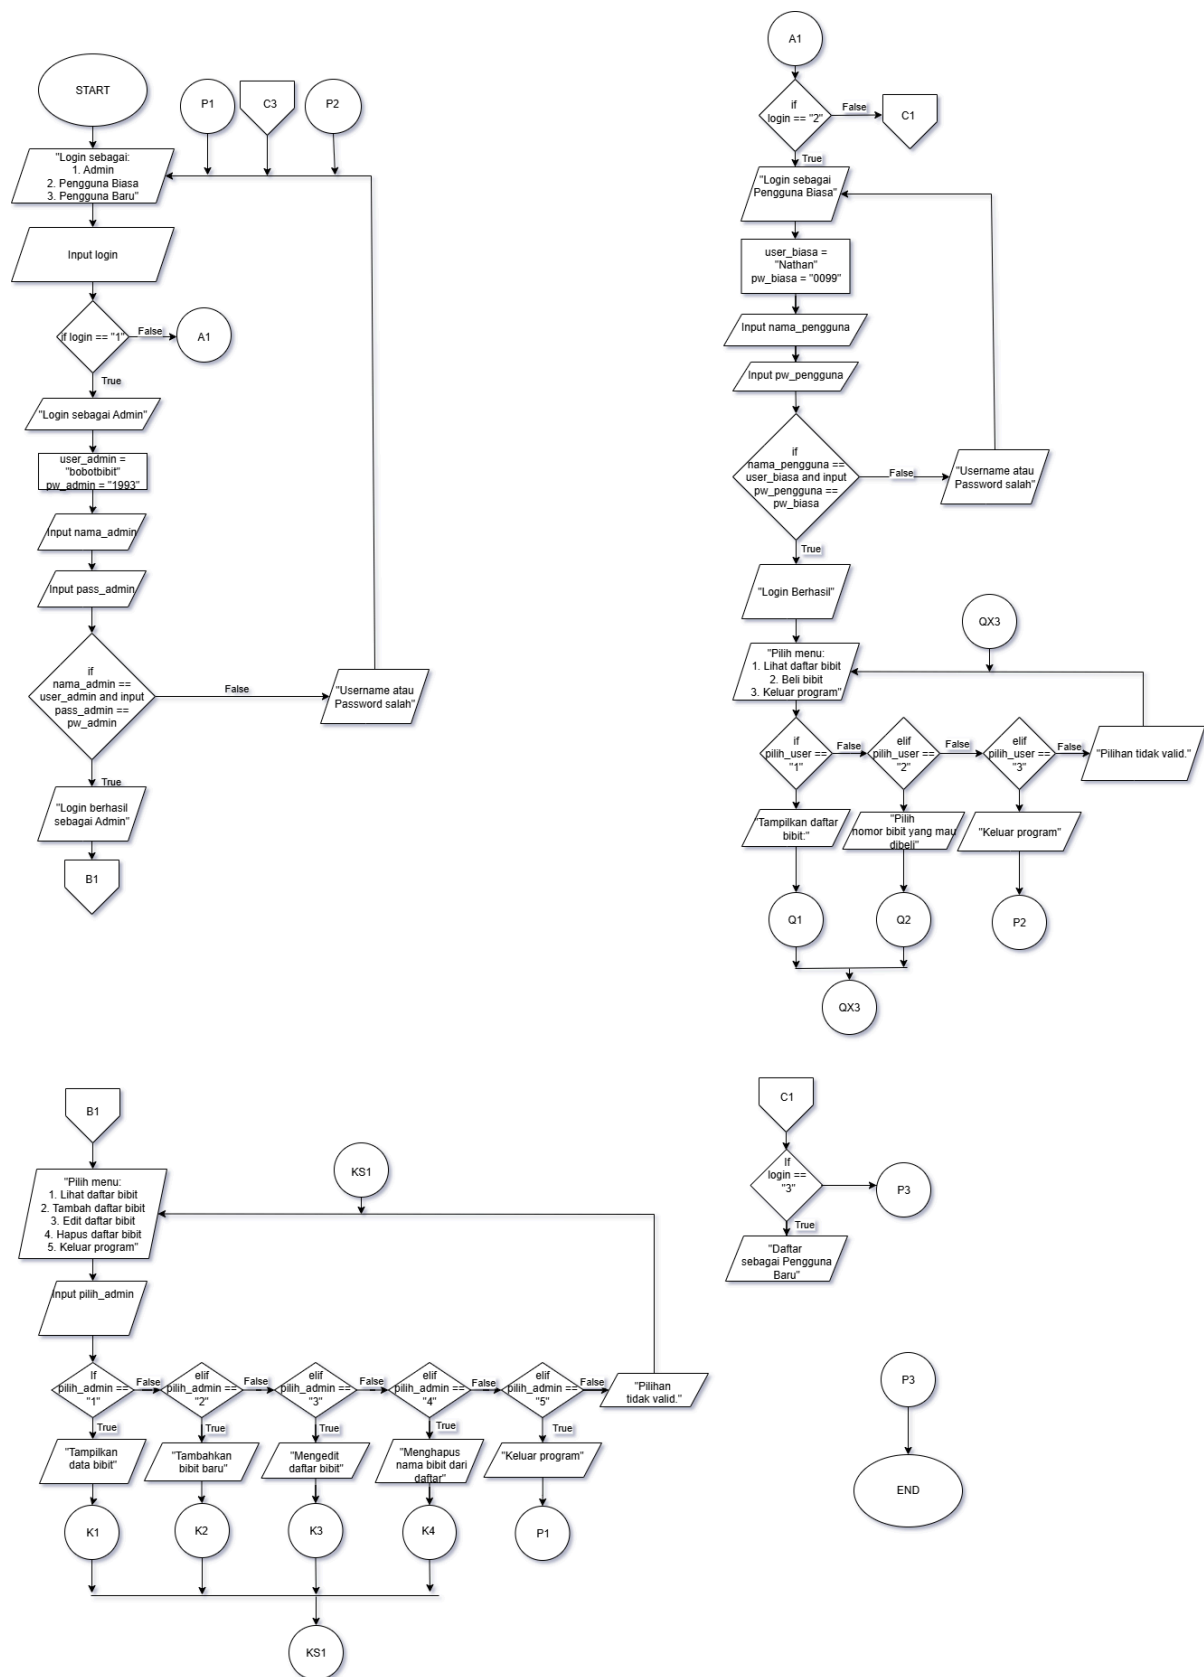 START
P1
C3
P2
"Login sebagai:
1. Admin
2. Pengguna Biasa
3. Pengguna Baru"
Input login
if login == "1"
False
A1
True
"Login sebagai Admin"
user_admin =
"bobotbibit"
pw_admin = "1993"
Input nama_admin
Input pass_admin
if
nama_admin ==
user_admin and input
pass_admin ==
pw_admin
False
"Username atau
Password salah"
True
"Login berhasil
sebagai Admin"
B1
A1
if
login == "2"
False
C1
True
"Login sebagai
Pengguna Biasa"
user_biasa =
"Nathan"
pw_biasa = "0099"
Input nama_pengguna
Input pw_pengguna
if
nama_pengguna ==
user_biasa and input
pw_pengguna ==
pw_biasa
False
"Username atau
Password salah"
True
"Login Berhasil"
QX3
"Pilih menu:
1. Lihat daftar bibit
2. Beli bibit
3. Keluar program"
if
pilih_user ==
"1"
False
elif
pilih_user ==
"2"
False
elif
pilih_user ==
"3"
False
"Pilihan tidak valid."
"Tampilkan daftar
bibit:"
"Pilih
nomor bibit yang mau
dibeli"
"Keluar program"
Q1
Q2
P2
QX3
B1
"Pilih menu:
1. Lihat daftar bibit
2. Tambah daftar bibit
3. Edit daftar bibit
4. Hapus daftar bibit
5. Keluar program"
KS1
Input pilih_admin
If
pilih_admin ==
"1"
False
elif
pilih_admin ==
"2"
False
elif
pilih_admin ==
"3"
False
elif
pilih_admin ==
"4"
False
elif
pilih_admin ==
"5"
False
"Pilihan
tidak valid."
True
True
True
True
True
"Tampilkan
data bibit"
"Tambahkan
bibit baru"
"Mengedit
daftar bibit"
"Menghapus
nama bibit dari
daftar"
"Keluar program"
K1
K2
K3
K4
P1
KS1
C1
If
login ==
"3"
P3
True
"Daftar
sebagai Pengguna
Baru"
P3
END